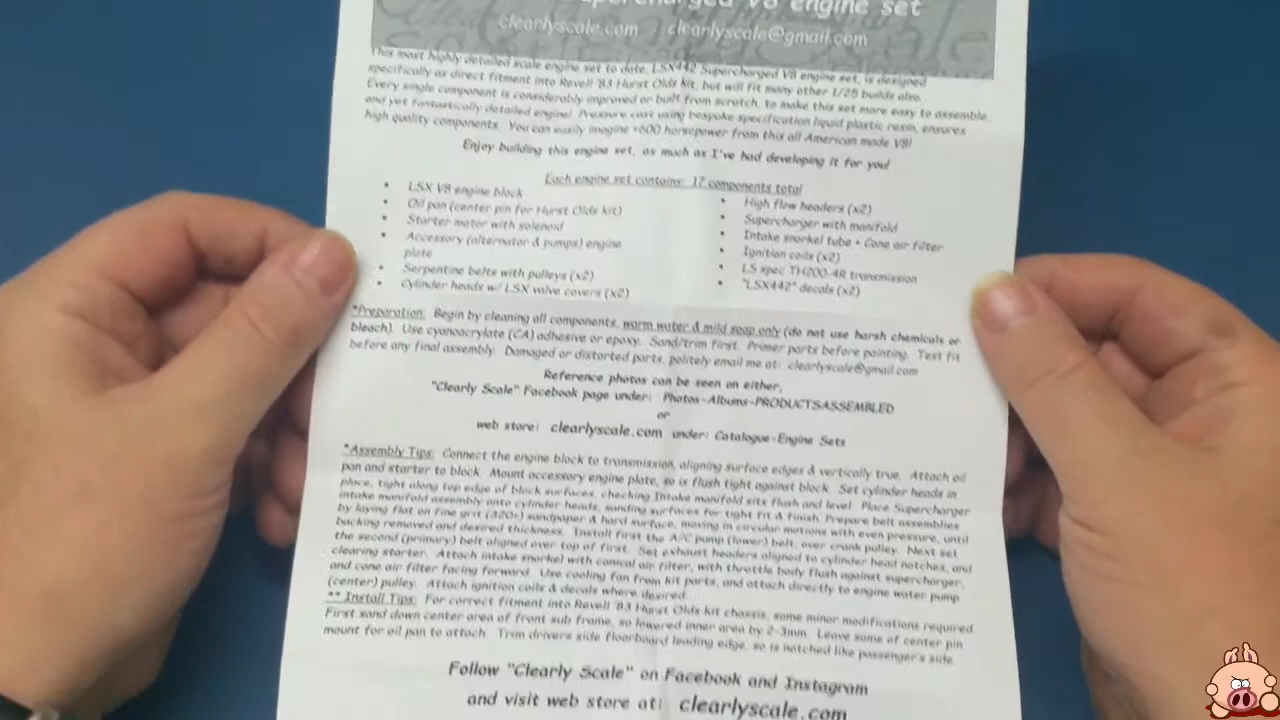 Supercharged V8 engine set
clearlyscale.com / clearlyscale@gmail.com
This most highly detailed scale engine set to date, LSX442 Supercharged V8 engine set, is designed
specifically as direct fitment into Revell '83 Hurst Olds kit, but will fit many other 1/25 builds also.
Every single component is considerably improved or built from scratch, to make this set more easy to assemble,
and yet fantastically detailed engine! Pressure cast using bespoke specification liquid plastic resin, ensures
high quality components. You can easily imagine +600 horsepower from this all American made V8!
Enjoy building this engine set, as much as I've had developing it for you!
Each engine set contains: 17 components total
• LSX V8 engine block
• Oil pan (center pin for Hurst Olds kit)
• Starter motor with solenoid
• Accessory (alternator & pumps) engine
plate
• Serpentine belts with pulleys (x2)
• Cylinder heads w/ LSX valve covers (x2)
• High flow headers (x2)
• Supercharger with manifold
• Intake snorkel tube + Cone air filter
• Ignition coils (x2)
• LS spec TH200-4R transmission
• "LSX442" decals (x2)
*Preparation: Begin by cleaning all components, warm water & mild soap only (do not use harsh chemicals or
bleach). Use cyanoacrylate (CA) adhesive or epoxy. Sand/trim first. Primer parts before painting. Test fit
before any final assembly. Damaged or distorted parts, politely email me at: clearlyscale@gmail.com
Reference photos can be seen on either,
"Clearly Scale" Facebook page under: Photos-Albums-PRODUCTSASSEMBLED
or
web store: clearlyscale.com under: Catalogue-Engine Sets
*Assembly Tips: Connect the engine block to transmission, aligning surface edges & vertically true. Attach oil
pan and starter to block. Mount accessory engine plate, so is flush tight against block. Set cylinder heads in
place, tight along top edge of block surfaces, checking Intake manifold sits flush and level. Place Supercharger
intake manifold assembly onto cylinder heads, sanding surfaces for tight fit & finish. Prepare belt assemblies
by laying flat on fine grit (320+) sandpaper & hard surface, moving in circular motions with even pressure, until
backing removed and desired thickness. Install first the A/C pump (lower) belt, over crank pulley. Next set
the second (primary) belt aligned over top of first. Set exhaust headers aligned to cylinder head notches, and
clearing starter. Attach intake snorkel with conical air filter, with throttle body flush against supercharger,
and cone air filter facing forward. Use cooling fan from kit parts, and attach directly to engine water pump
(center) pulley. Attach ignition coils & decals where desired.
** Install Tips: For correct fitment into Revell '83 Hurst Olds kit chassis, some minor modifications required
First sand down center area of front sub frame, so lowered inner area by 2-3mm. Leave some of center pin
mount for oil pan to attach. Trim drivers side floorboard leading edge, so is notched like passenger's side.
Follow "Clearly Scale" on Facebook and Instagram
and visit web store at: clearlyscale.com